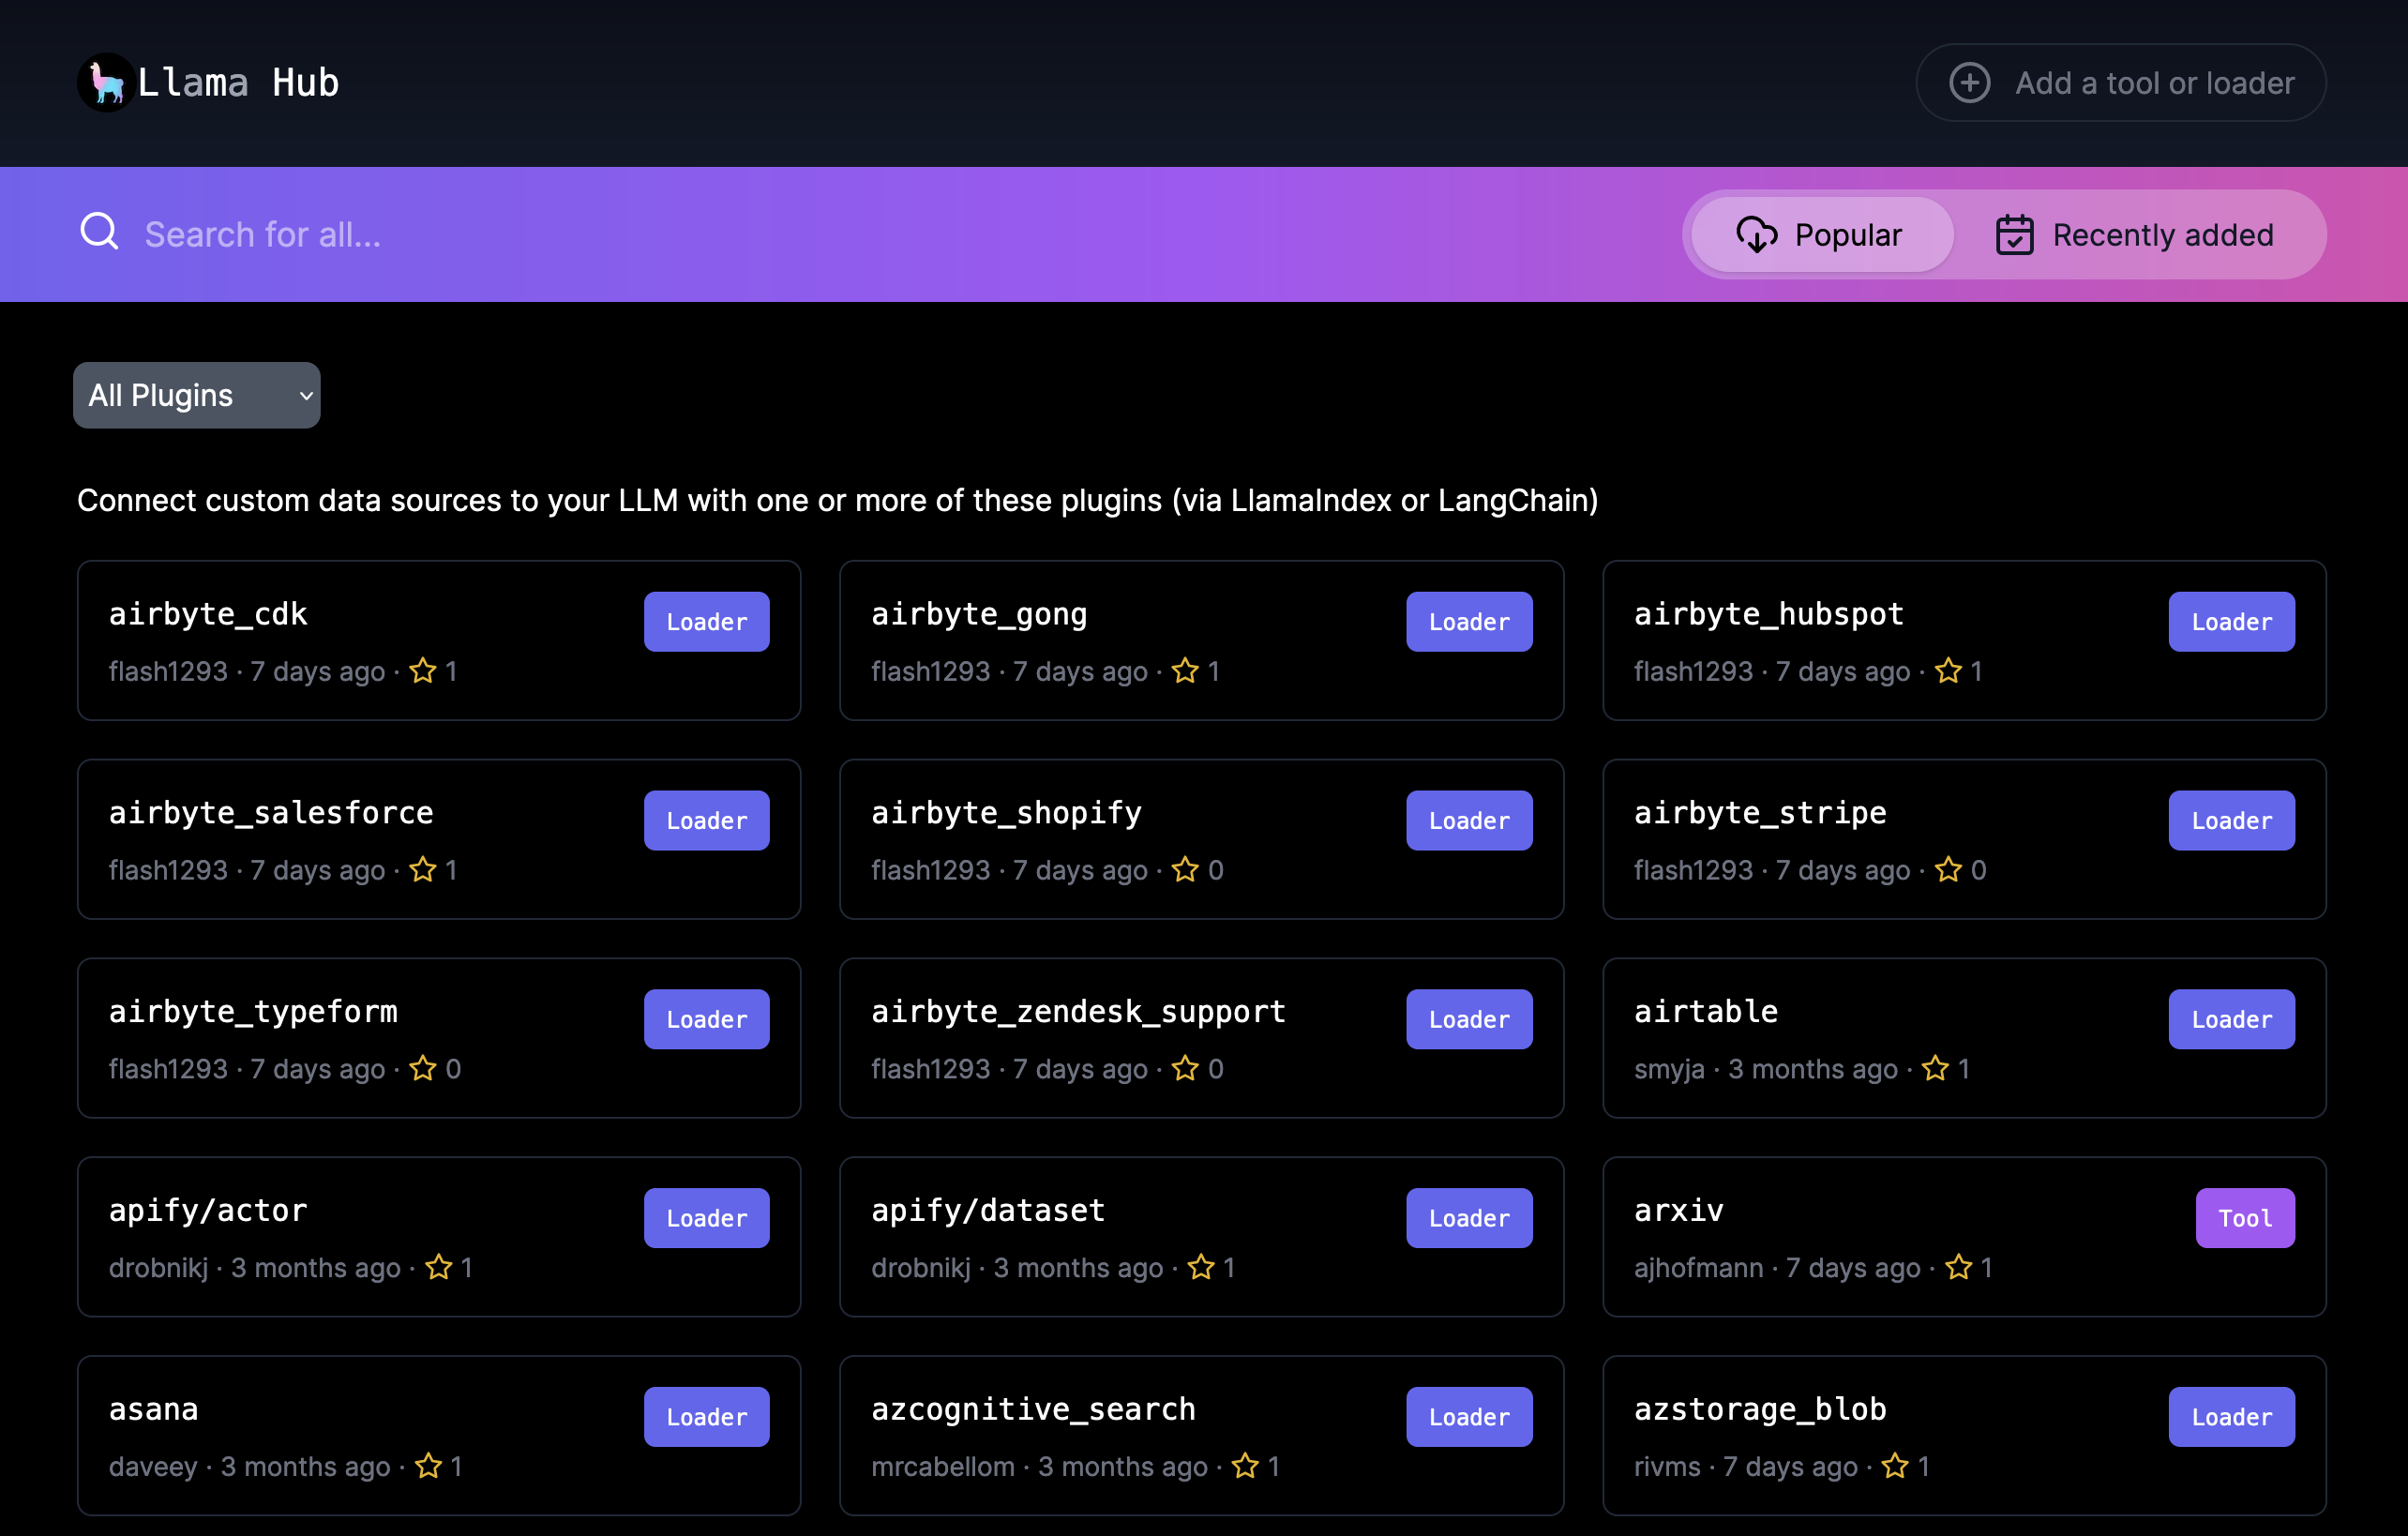 Llama Hub
Add a tool or loader
Search for all...
Popular
Recently added
All Plugins
Connect custom data sources to your LLM with one or more of these plugins (via LlamaIndex or LangChain)
airbyte_cdk
Loader
flash1293 · 7 days ago · 1
airbyte_gong
Loader
flash1293 · 7 days ago · 1
airbyte_hubspot
Loader
flash1293 · 7 days ago · 1
airbyte_salesforce
Loader
flash1293 · 7 days ago · 1
airbyte_shopify
Loader
flash1293 · 7 days ago · 0
airbyte_stripe
Loader
flash1293 · 7 days ago · 0
airbyte_typeform
Loader
flash1293 · 7 days ago · 0
airbyte_zendesk_support
Loader
flash1293 · 7 days ago · 0
airtable
Loader
smyja · 3 months ago · 1
apify/actor
Loader
drobnikj · 3 months ago · 1
apify/dataset
Loader
drobnikj · 3 months ago · 1
arxiv
Tool
ajhofmann · 7 days ago · 1
asana
Loader
daveey · 3 months ago · 1
azcognitive_search
Loader
mrcabellom · 3 months ago · 1
azstorage_blob
Loader
rivms · 7 days ago · 1